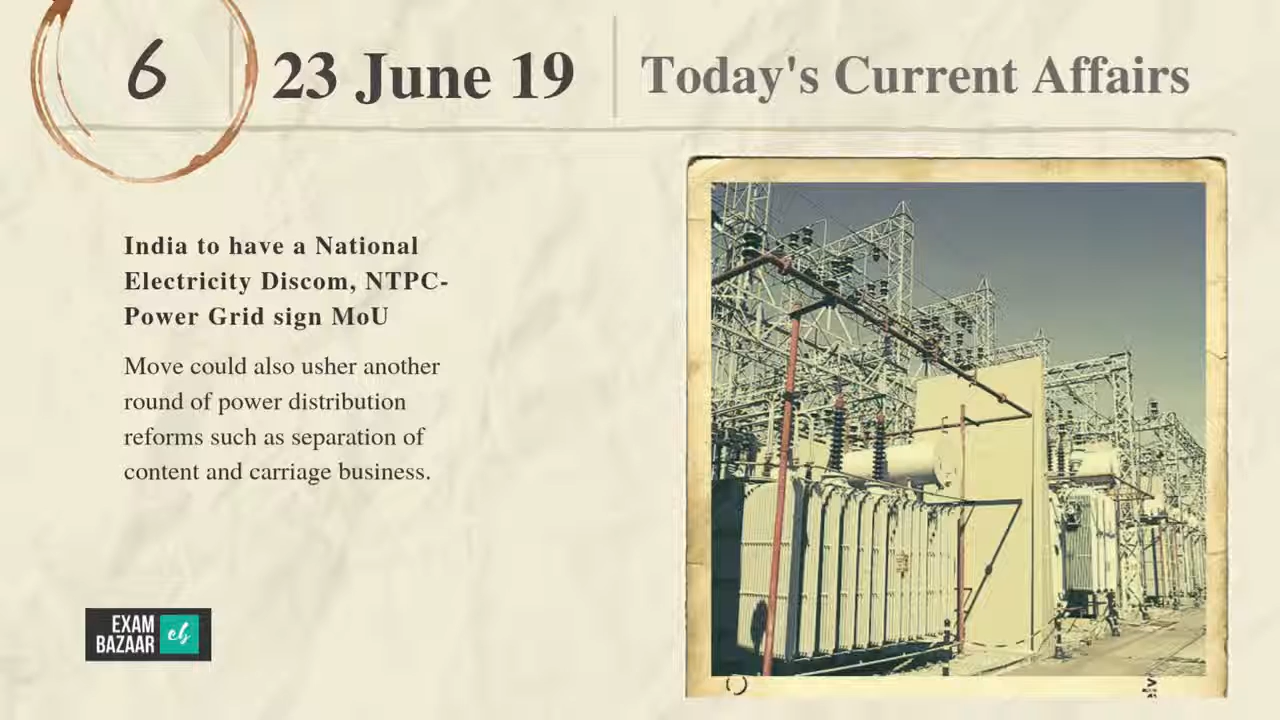 6
23 June 19
Today's Current Affairs
India to have a National
Electricity Discom, NTPC-
Power Grid sign MoU
Move could also usher another
round of power distribution
reforms such as separation of
content and carriage business.
EXAM
BAZAAR
eb